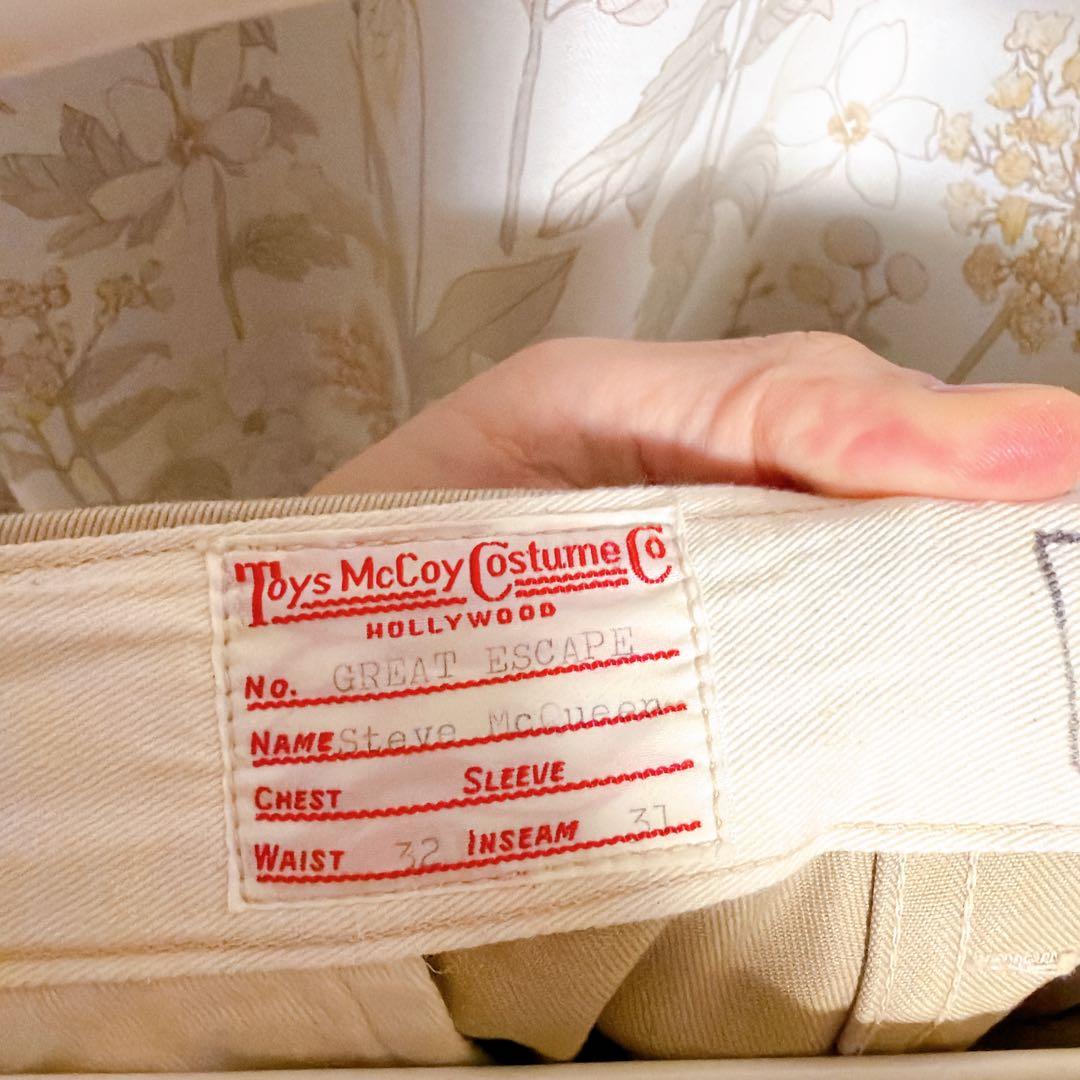 Toys McCoy Costume Co
HOLLYWOOD
No. GREAT ESCAPE
NAME Steve McQueen
CHEST SLEEVE
WAIST 32 INSEAM 31